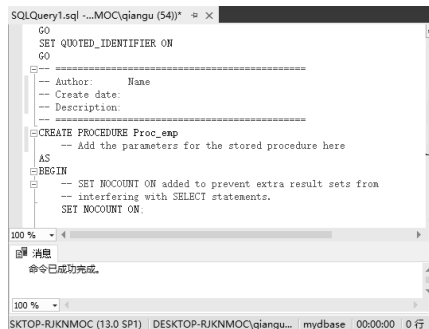 SQLQuery1.sql -...MOC\qiangu (54))* ×
GO
SET QUOTED_IDENTIFIER ON
GO
-- =============================================
-- Author: Name
-- Create date:
-- Description:
-- =============================================
CREATE PROCEDURE Proc_emp
-- Add the parameters for the stored procedure here
AS
BEGIN
-- SET NOCOUNT ON added to prevent extra result sets from
-- interfering with SELECT statements.
SET NOCOUNT ON;
100 %
消息
命令已成功完成。
100 %
SKTOP-RJKNMOC (13.0 SP1) DESKTOP-RJKNMOC\qiangu... mydbase 00:00:00 0 行